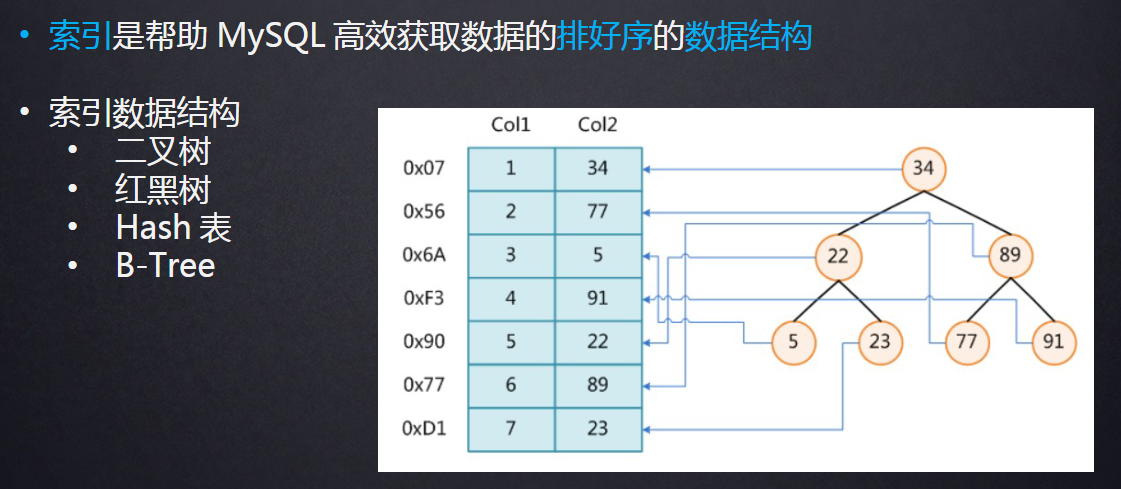 • 索引是帮助 MySQL 高效获取数据的排好序的数据结构
• 索引数据结构
• 二叉树
• 红黑树
• Hash 表
• B-Tree
Col1 Col2
0x07 1 34
0x56 2 77
0x6A 3 5
0xF3 4 91
0x90 5 22
0x77 6 89
0xD1 7 23
34
22 89
5 23 77 91